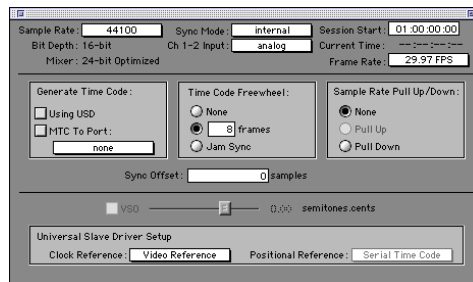 Sample Rate: 44100 Sync Mode: internal Session Start: 01:00:00:00
Bit Depth: 16-bit Ch 1-2 Input: analog Current Time: --:--:--:--
Mixer: 24-bit Optimized Frame Rate: 29.97 FPS
Generate Time Code: Time Code Freewheel: Sample Rate Pull Up/Down:
Using USD None None
MTC To Port: 8 frames Pull Up
none Jam Sync Pull Down
Sync Offset: 0 samples
VSO 0.00 semitones.cents
Universal Slave Driver Setup
Clock Reference: Video Reference Positional Reference: Serial Time Code